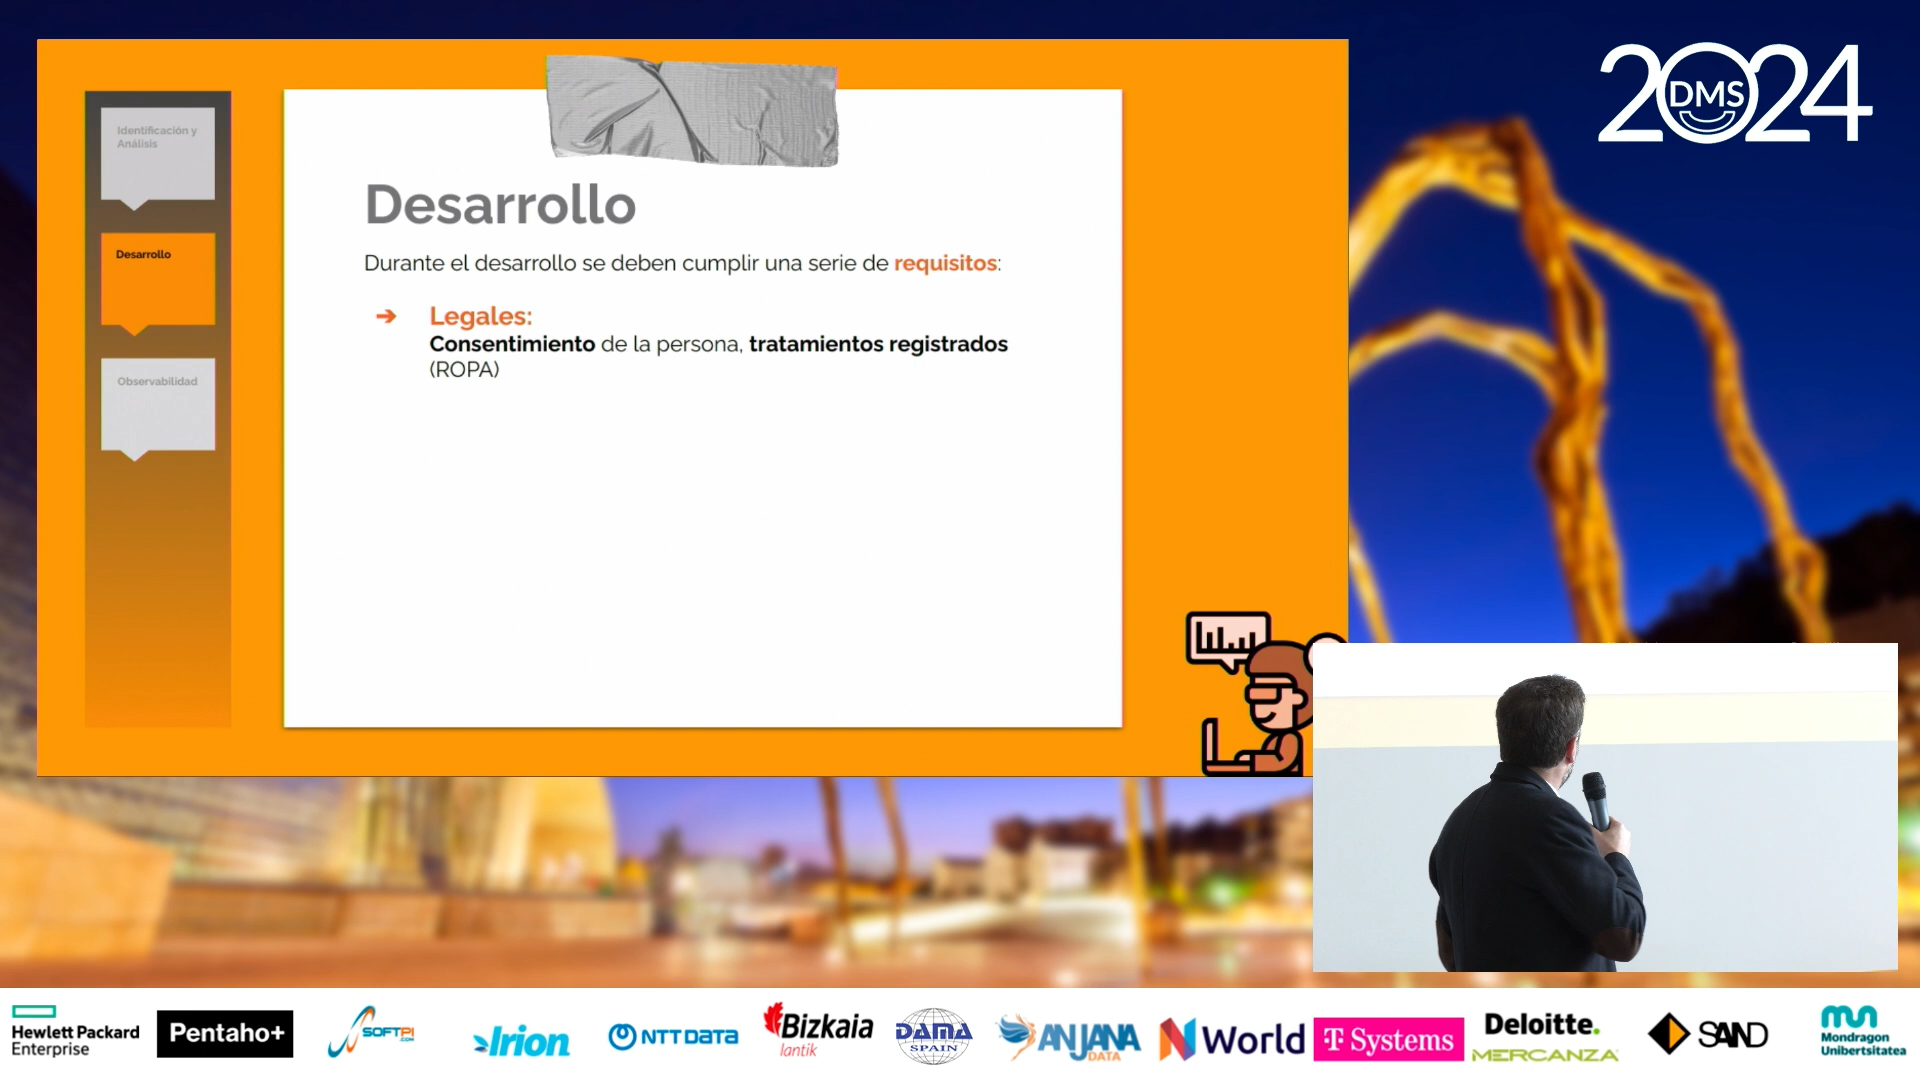 2024
DMS
Identificación y
Análisis
Desarrollo
Observabilidad
Desarrollo
Durante el desarrollo se deben cumplir una serie de requisitos:
➔ Legales:
Consentimiento de la persona, tratamientos registrados
(ROPA)
Hewlett Packard
Enterprise
Pentaho+
SOFTPI
.COM
Irion
NTT DATA
Bizkaia
lantik
DAMA
SPAIN
ANJANA
DATA
World
T Systems
Deloitte.
MERCANZA
SAND
Mondragon
Unibertsitatea